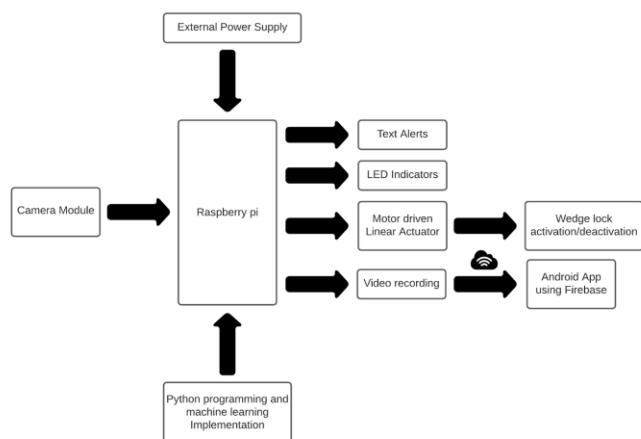 External Power Supply
Text Alerts
LED Indicators
Camera Module
Raspberry pi
Motor driven
Linear Actuator
Wedge lock
activation/deactivation
Video recording
Android App
using Firebase
Python programming and
machine learning
Implementation